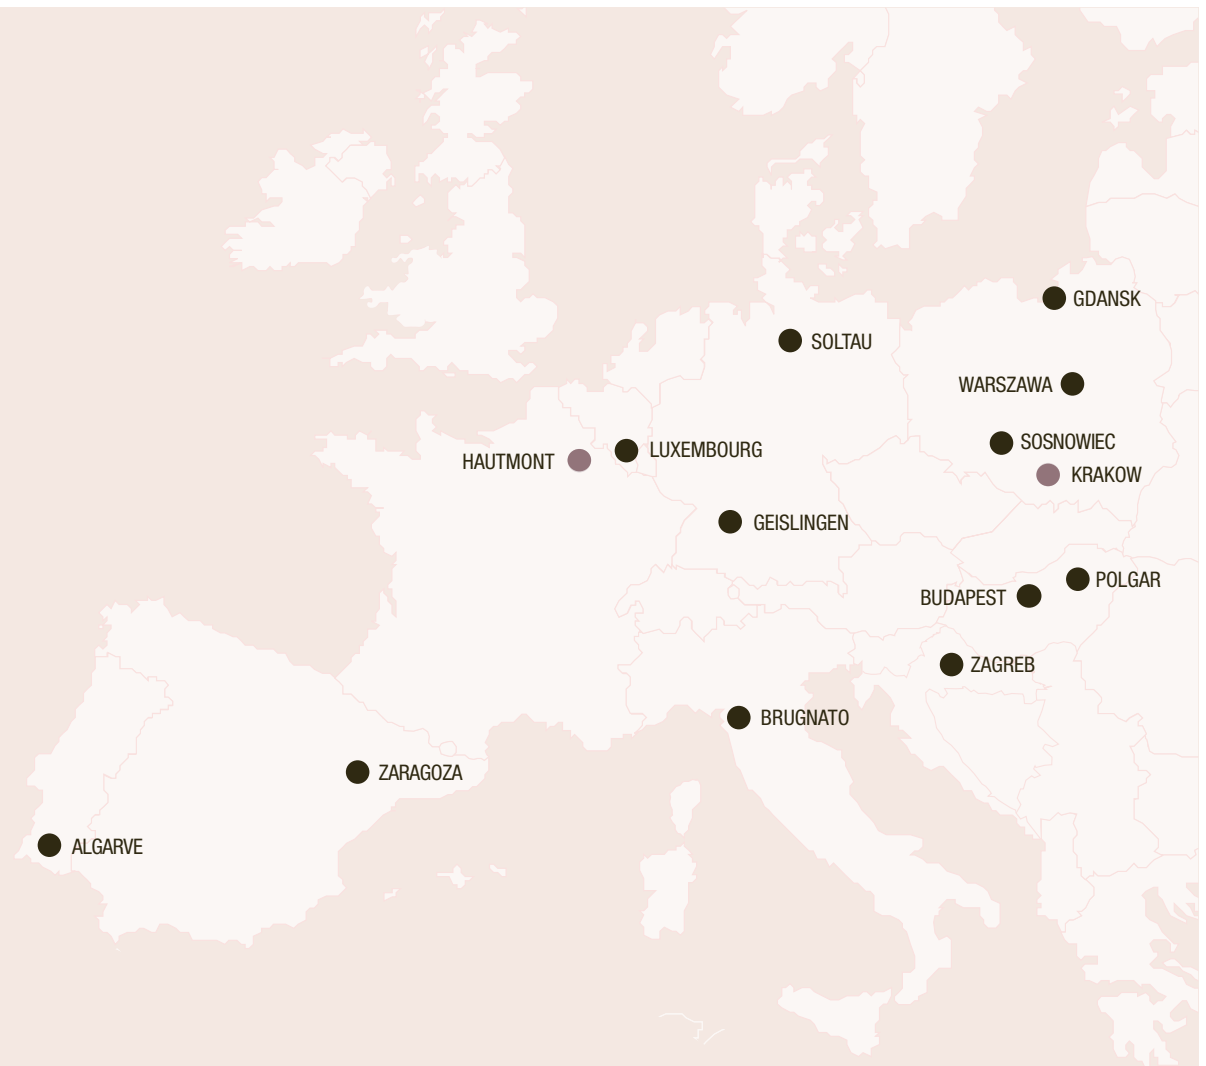 GDANSK
SOLTAU
WARSZAWA
SOSNOWIEC
LUXEMBOURG
HAUTMONT
KRAKOW
GEISLINGEN
POLGAR
BUDAPEST
ZAGREB
BRUGNATO
ZARAGOZA
ALGARVE